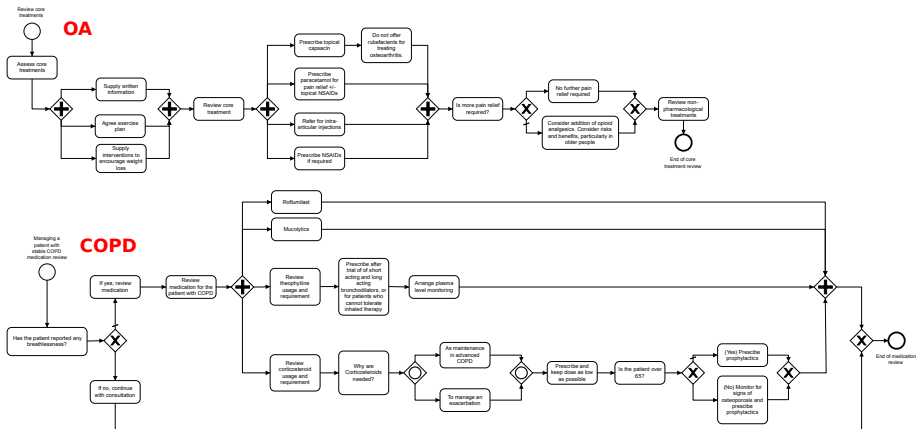 Review core
treatments
OA
Assess core
treatments
Supply written
information
Agree exercise
plan
Supply
interventions to
encourage weight
loss
Review core
treatment
Prescribe topical
capsacin
Do not offer
rubefacients for
treating
osteoarthritis.
Prescribe
paracetamol for
pain relief +/-
topical NSAIDs
Refer for intra-
articular injections
Prescribe NSAIDs
if required
Is more pain relief
required?
No further pain
relief required
Consider addition of opioid
analgesics. Consider risks
and benefits, particularly in
older people
Review non-
pharmacological
treatments
End of core
treatment review
Managing a
patient with
stable COPD
medication review
COPD
Has the patient reported any
breathlessness?
If yes, review
medication
If no, continue
with consultation
Review
medication for the
patient with COPD
Roflumilast
Mucolytics
Review
theophylline
usage and
requirement
Prescribe after
trial of of short
acting and long
acting
bronchodilators, or
for patients who
cannot tolerate
inhaled therapy
Arrange plasma
level monitoring
Review
corticosteroid
usage and
requirement
Why are
Corticosteroids
needed?
As maintenance
in advanced
COPD
To manage an
exacerbation
Prescribe and
keep dose as low
as possible
Is the patient over
65?
(Yes) Prescibe
prophylactics
(No) Monitor for
signs of
osteoporosis and
prescibe
prophylactics
End of medication
review